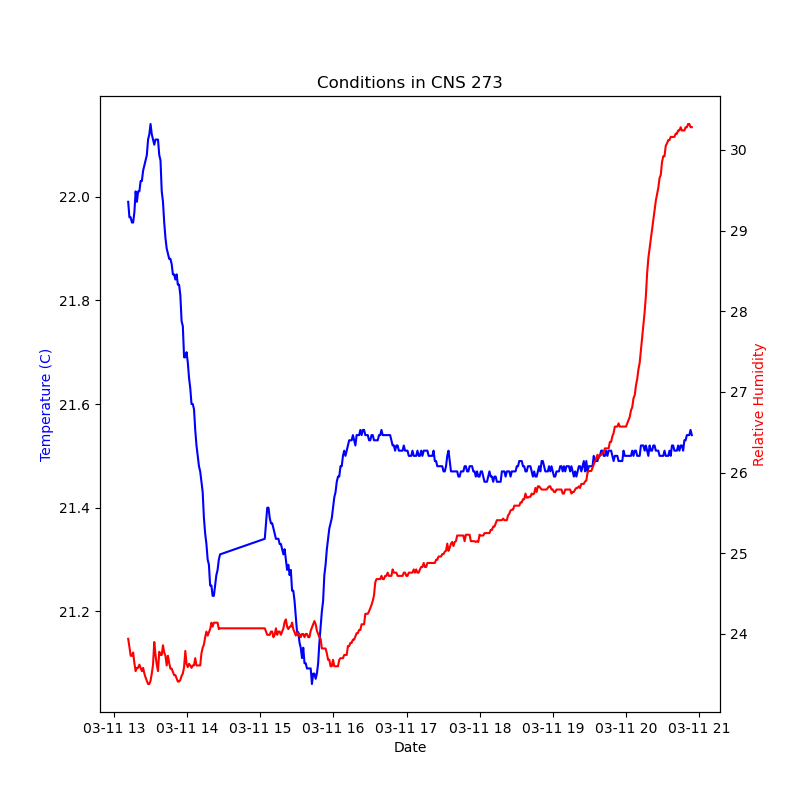 Conditions in CNS 273
Temperature (C)
22.0
21.8
21.6
21.4
21.2
30
29
28
27
26
25
24
Relative Humidity
03-11 13 03-11 14 03-11 15 03-11 16 03-11 17 03-11 18 03-11 19 03-11 20 03-11 21
Date